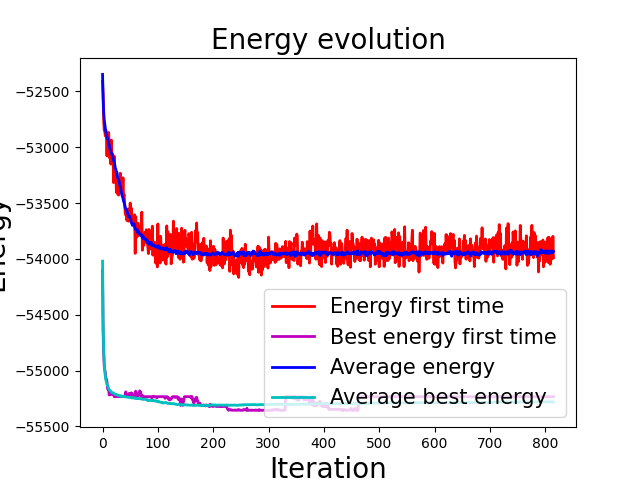 Energy evolution
−52500
−53000
−53500
−54000
−54500
−55000
−55500
Energy
0 100 200 300 400 500 600 700 800
Iteration
Energy first time
Best energy first time
Average energy
Average best energy